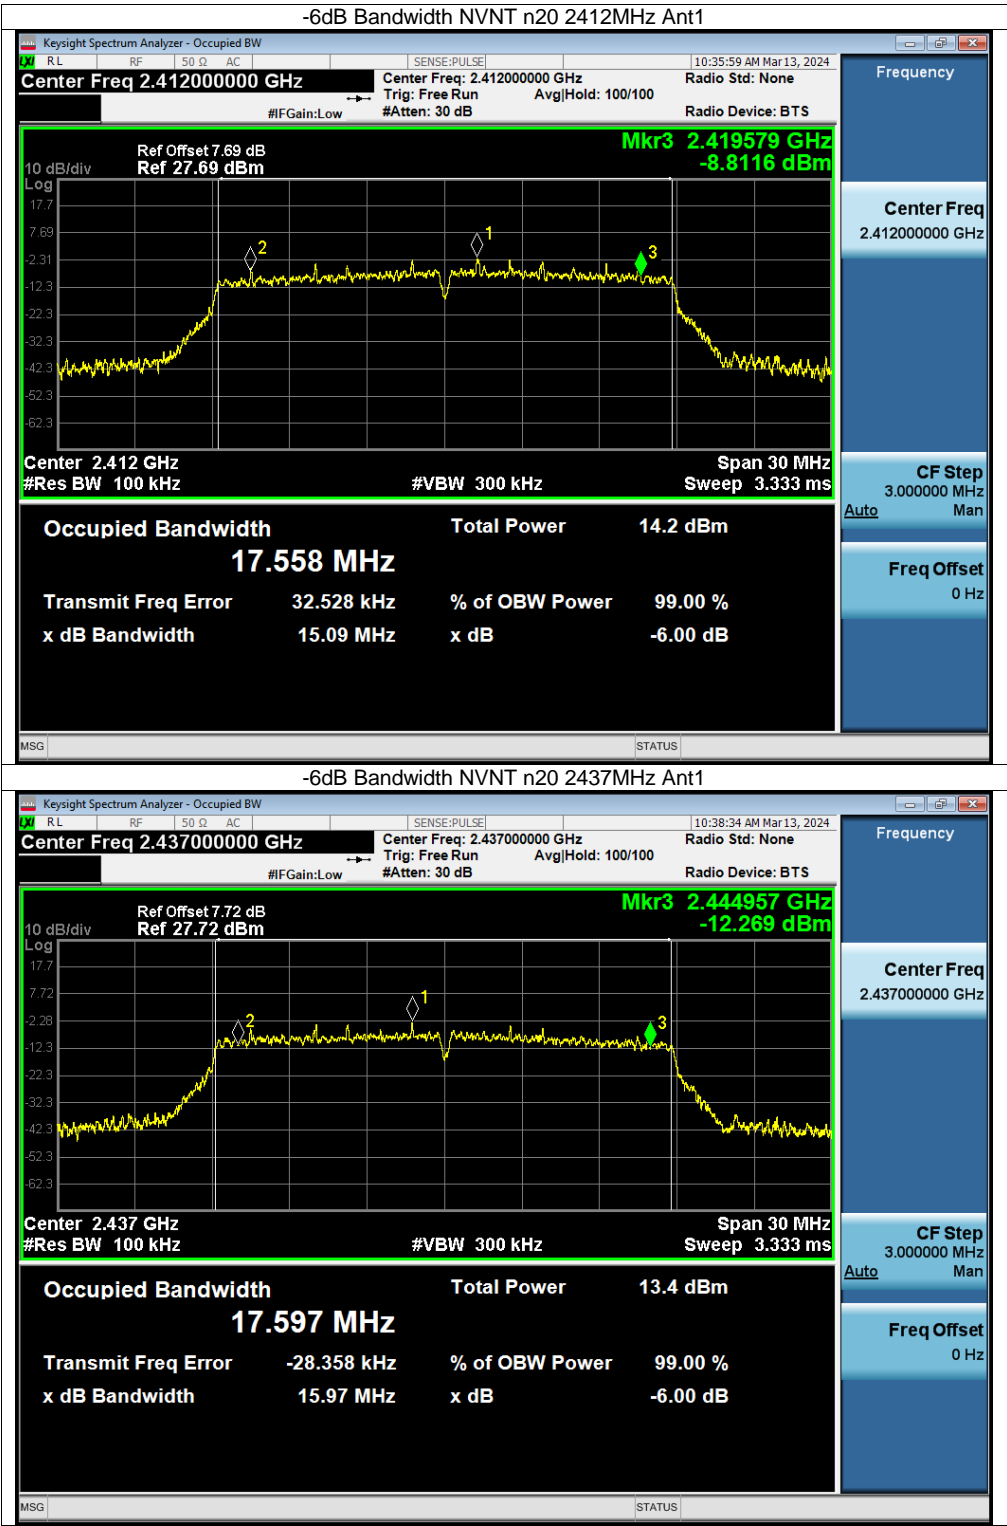 -6dB Bandwidth NVNT n20 2412MHz Ant1
Keysight Spectrum Analyzer - Occupied BW
LXI RL RF 50 Ω AC SENSE:PULSE 10:35:59 AM Mar 13, 2024
Center Freq 2.412000000 GHz
Center Freq: 2.412000000 GHz Radio Std: None
Trig: Free Run Avg|Hold: 100/100
#IFGain:Low #Atten: 30 dB Radio Device: BTS
Frequency
Mkr3 2.419579 GHz
-8.8116 dBm
Ref Offset 7.69 dB
10 dB/div Ref 27.69 dBm
Log
17.7
7.69
-2.31
-12.3
-22.3
-32.3
-42.3
-52.3
-62.3
2
1
3
Center 2.412 GHz Span 30 MHz
#Res BW 100 kHz #VBW 300 kHz Sweep 3.333 ms
Center Freq
2.412000000 GHz
CF Step
3.000000 MHz
Auto Man
Freq Offset
0 Hz
Occupied Bandwidth Total Power 14.2 dBm
17.558 MHz
Transmit Freq Error 32.528 kHz % of OBW Power 99.00 %
x dB Bandwidth 15.09 MHz x dB -6.00 dB
MSG STATUS
-6dB Bandwidth NVNT n20 2437MHz Ant1
Keysight Spectrum Analyzer - Occupied BW
LXI RL RF 50 Ω AC SENSE:PULSE 10:38:34 AM Mar 13, 2024
Center Freq 2.437000000 GHz
Center Freq: 2.437000000 GHz Radio Std: None
Trig: Free Run Avg|Hold: 100/100
#IFGain:Low #Atten: 30 dB Radio Device: BTS
Frequency
Mkr3 2.444957 GHz
-12.269 dBm
Ref Offset 7.72 dB
10 dB/div Ref 27.72 dBm
Log
17.7
7.72
-2.28
-12.3
-22.3
-32.3
-42.3
-52.3
-62.3
2
1
3
Center 2.437 GHz Span 30 MHz
#Res BW 100 kHz #VBW 300 kHz Sweep 3.333 ms
Center Freq
2.437000000 GHz
CF Step
3.000000 MHz
Auto Man
Freq Offset
0 Hz
Occupied Bandwidth Total Power 13.4 dBm
17.597 MHz
Transmit Freq Error -28.358 kHz % of OBW Power 99.00 %
x dB Bandwidth 15.97 MHz x dB -6.00 dB
MSG STATUS